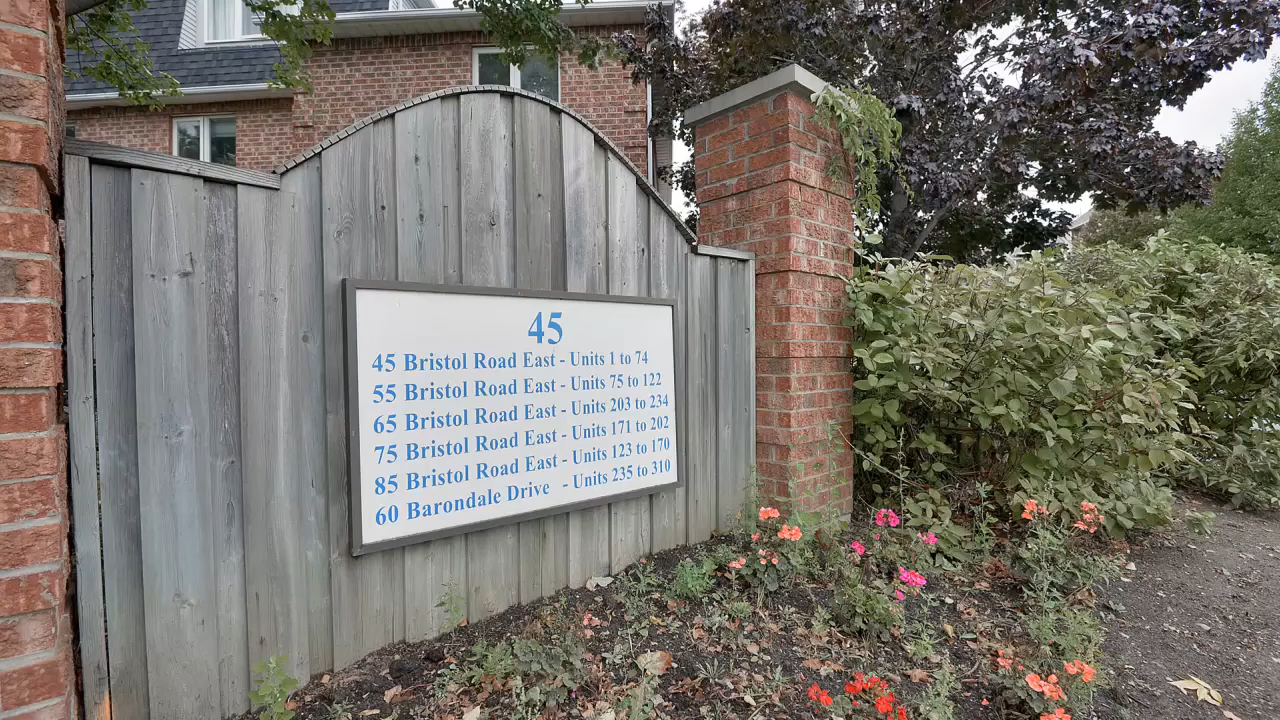 45
45 Bristol Road East - Units 1 to 74
55 Bristol Road East - Units 75 to 122
65 Bristol Road East - Units 203 to 234
75 Bristol Road East - Units 171 to 202
85 Bristol Road East - Units 123 to 170
60 Barondale Drive - Units 235 to 310